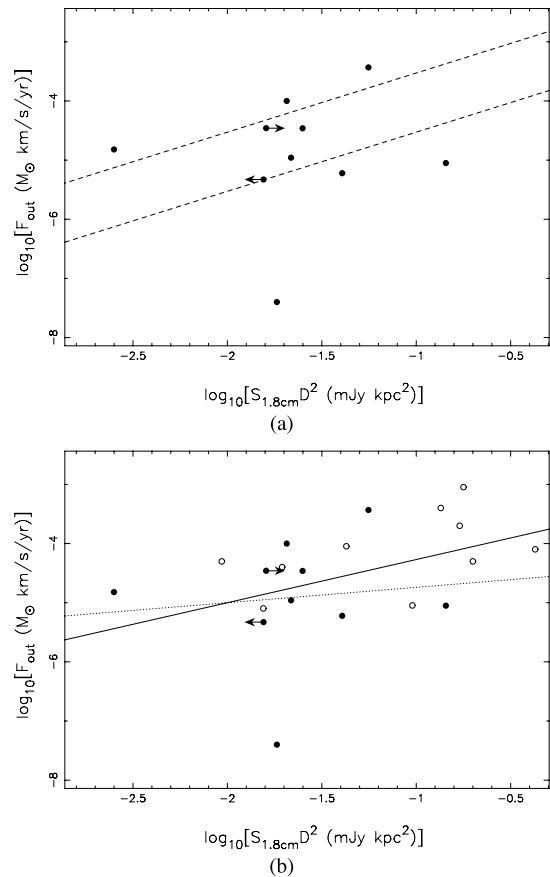 -4
-6
-8
log10[Fout (M☉ km/s/yr)]
-2.5 -2 -1.5 -1 -0.5
log10[S1.8cmD² (mJy kpc²)]
(a)
-4
-6
-8
log10[Fout (M☉ km/s/yr)]
-2.5 -2 -1.5 -1 -0.5
log10[S1.8cmD² (mJy kpc²)]
(b)